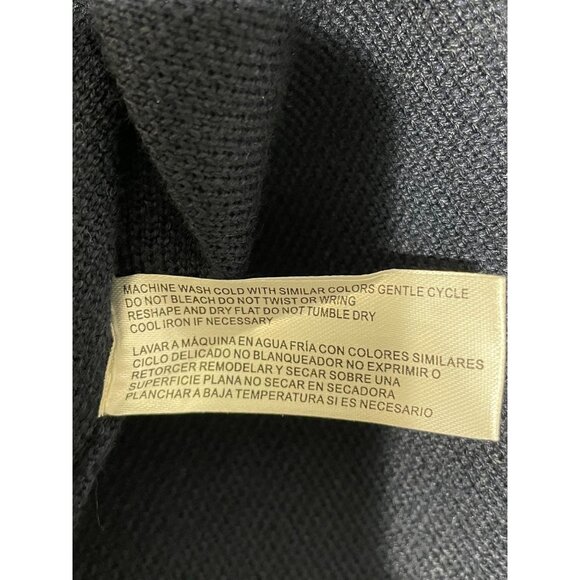 MACHINE WASH COLD WITH SIMILAR COLORS GENTLE CYCLE
DO NOT BLEACH DO NOT TWIST OR WRING
RESHAPE AND DRY FLAT DO NOT TUMBLE DRY
COOL IRON IF NECESSARY
LAVAR A MÁQUINA EN AGUA FRÍA CON COLORES SIMILARES
CICLO DELICADO NO BLANQUEADOR NO EXPRIMIR O
RETORCER REMODELAR Y SECAR SOBRE UNA
SUPERFICIE PLANA NO SECAR EN SECADORA
PLANCHAR A BAJA TEMPERATURA SI ES NECESARIO